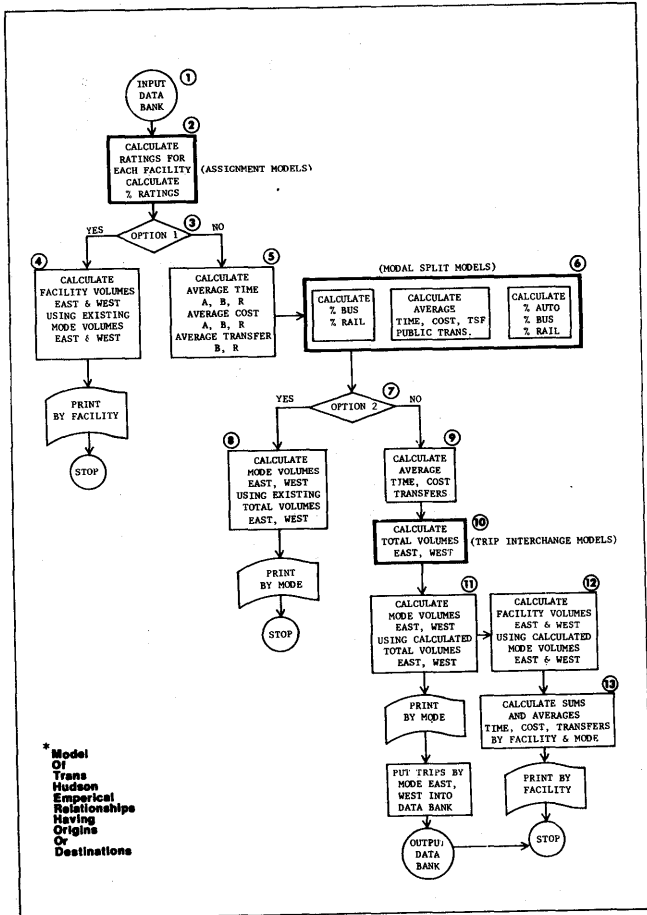 ①
INPUT
DATA
BANK
②
CALCULATE
RATINGS FOR
EACH FACILITY
CALCULATE
% RATINGS
(ASSIGNMENT MODELS)
③
YES
OPTION 1
NO
④
CALCULATE
FACILITY VOLUMES
EAST & WEST
USING EXISTING
MODE VOLUMES
EAST & WEST
PRINT
BY FACILITY
STOP
⑤
CALCULATE
AVERAGE TIME
A, B, R
AVERAGE COST
A, B, R
AVERAGE TRANSFER
B, R
(MODAL SPLIT MODELS)
⑥
CALCULATE
% BUS
% RAIL
CALCULATE
AVERAGE
TIME, COST, TSF
PUBLIC TRANS.
CALCULATE
% AUTO
% BUS
% RAIL
⑦
YES
OPTION 2
NO
⑧
CALCULATE
MODE VOLUMES
EAST, WEST
USING EXISTING
TOTAL VOLUMES
EAST, WEST
PRINT
BY MODE
STOP
⑨
CALCULATE
AVERAGE
TIME, COST
TRANSFERS
⑩
CALCULATE
TOTAL VOLUMES
EAST, WEST
(TRIP INTERCHANGE MODELS)
⑪
CALCULATE
MODE VOLUMES
EAST, WEST
USING CALCULATED
TOTAL VOLUMES
EAST, WEST
PRINT
BY MODE
PUT TRIPS BY
MODE EAST,
WEST INTO
DATA BANK
OUTPUT
DATA
BANK
⑫
CALCULATE
FACILITY VOLUMES
EAST & WEST
USING CALCULATED
MODE VOLUMES
EAST & WEST
⑬
CALCULATE SUMS
AND AVERAGES
TIME, COST, TRANSFERS
BY FACILITY & MODE
PRINT BY
FACILITY
STOP
*Model
Of
Trans
Hudson
Emperical
Relationships
Having
Origins
Or
Destinations